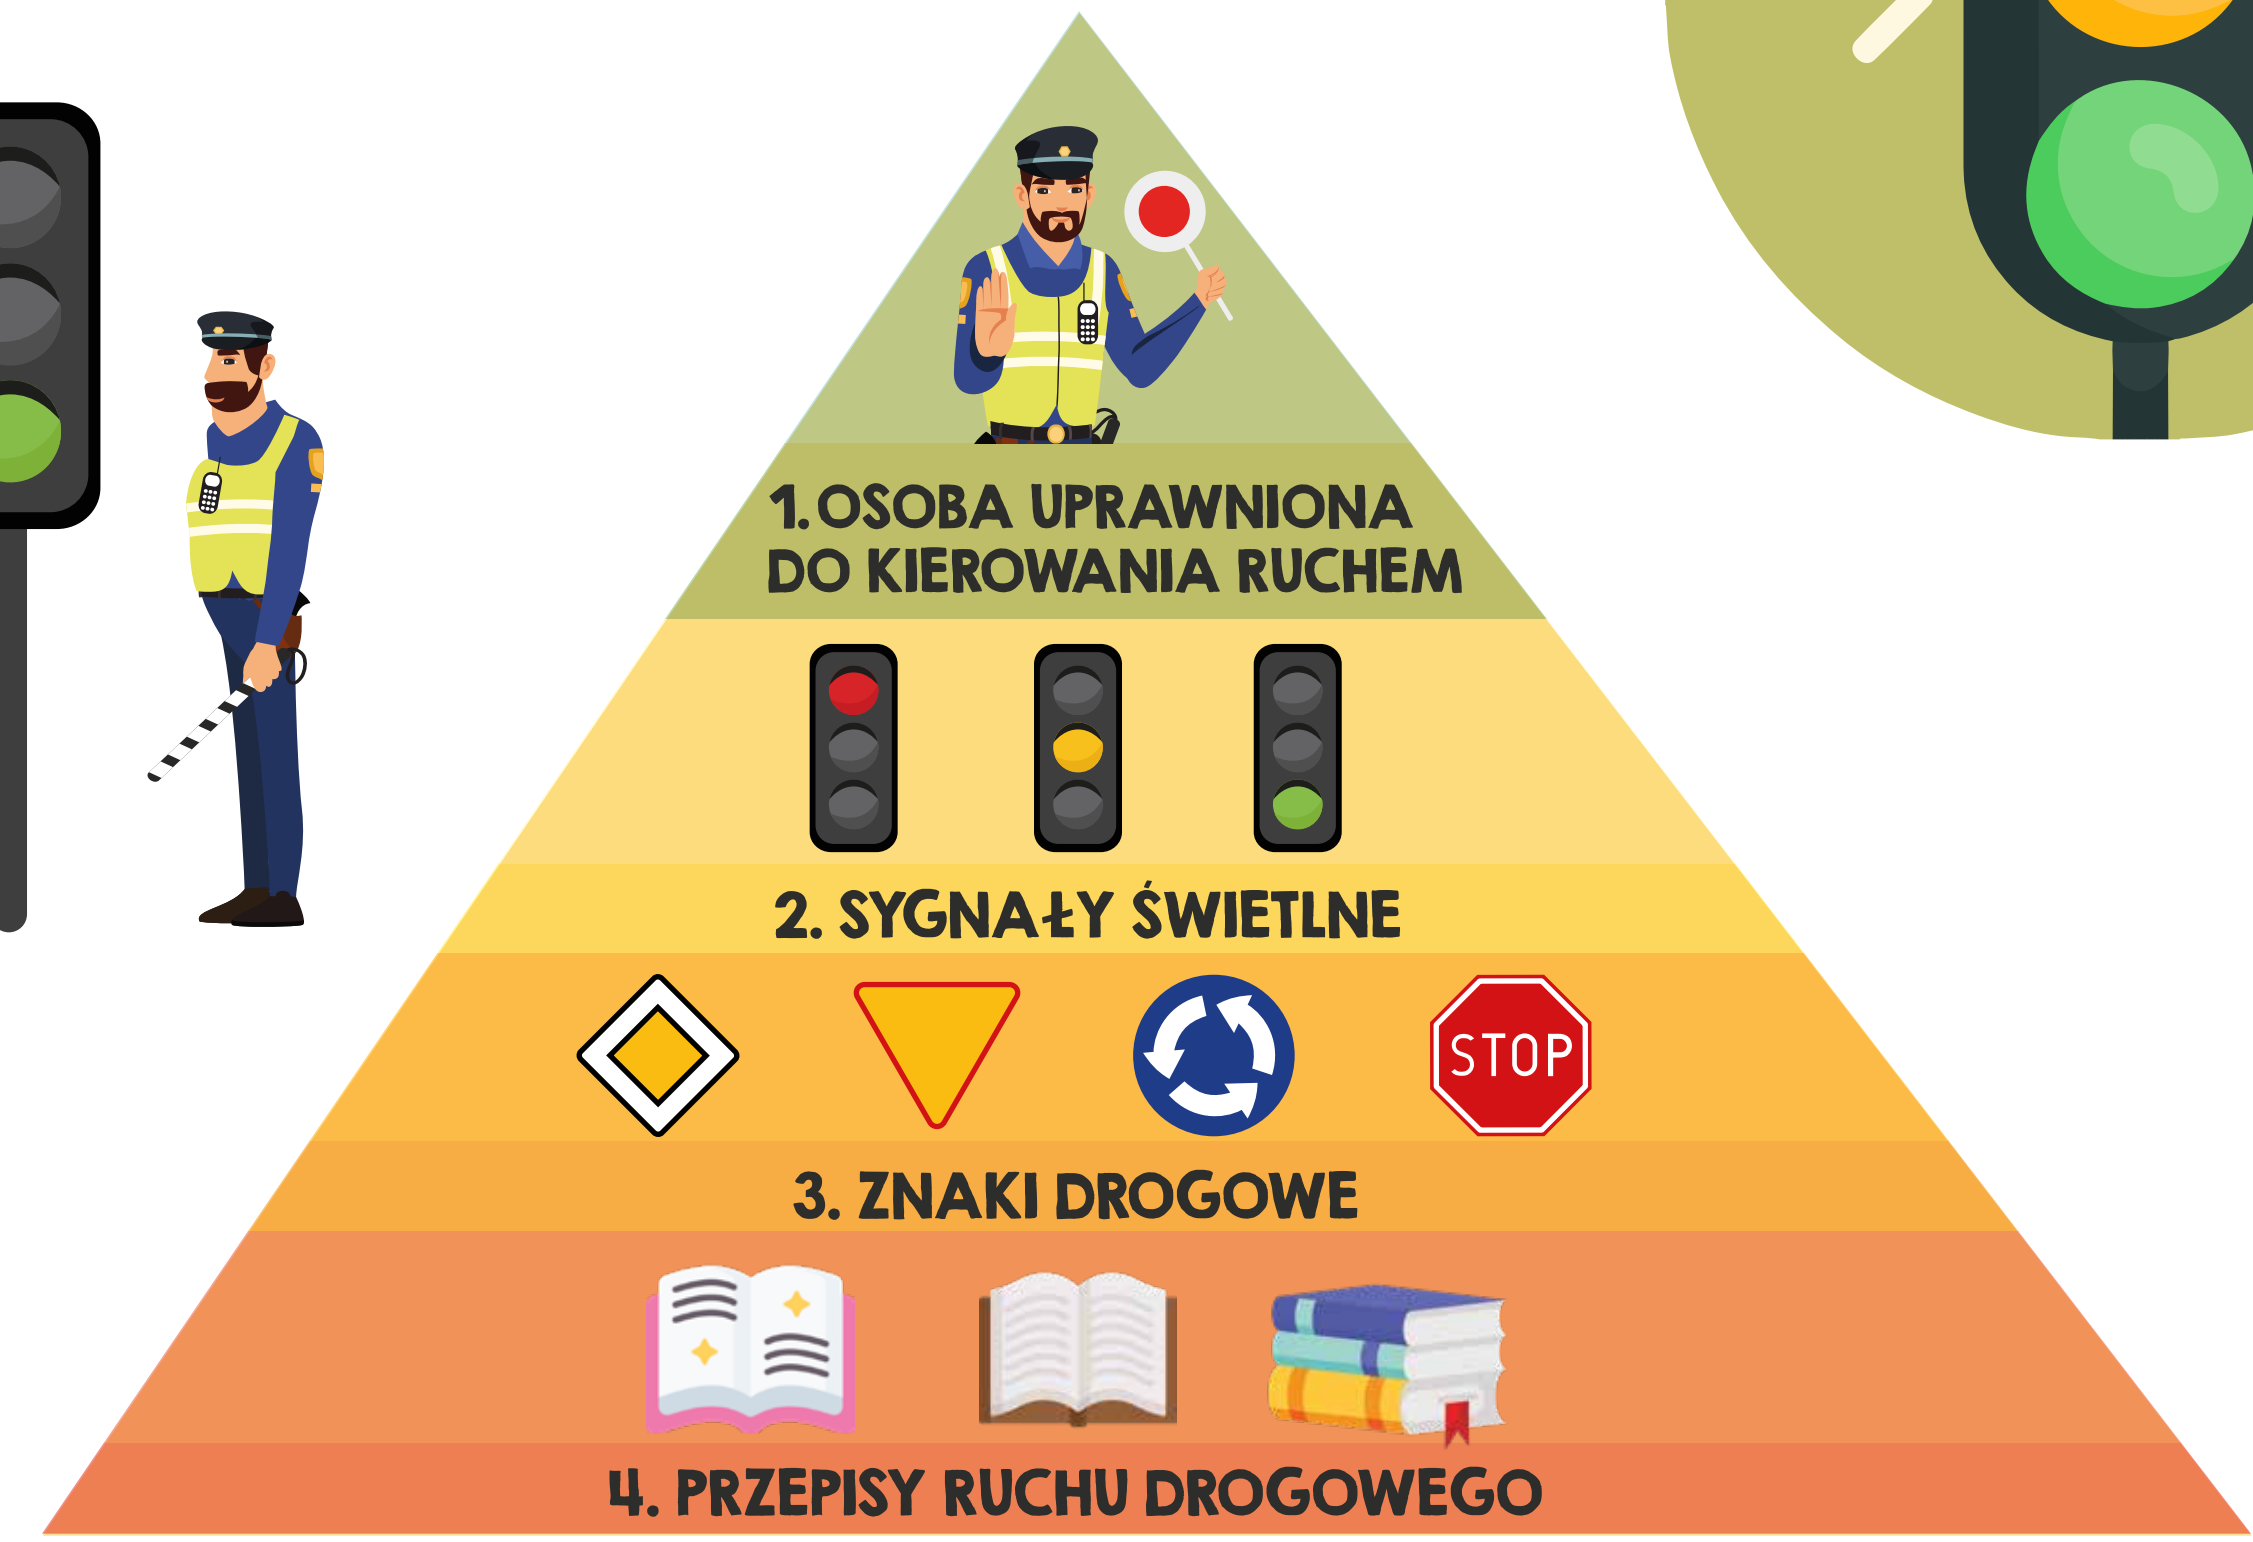 1. OSOBA UPRAWNIONA
DO KIEROWANIA RUCHEM
2. SYGNAŁY ŚWIETLNE
STOP
3. ZNAKI DROGOWE
4. PRZEPISY RUCHU DROGOWEGO